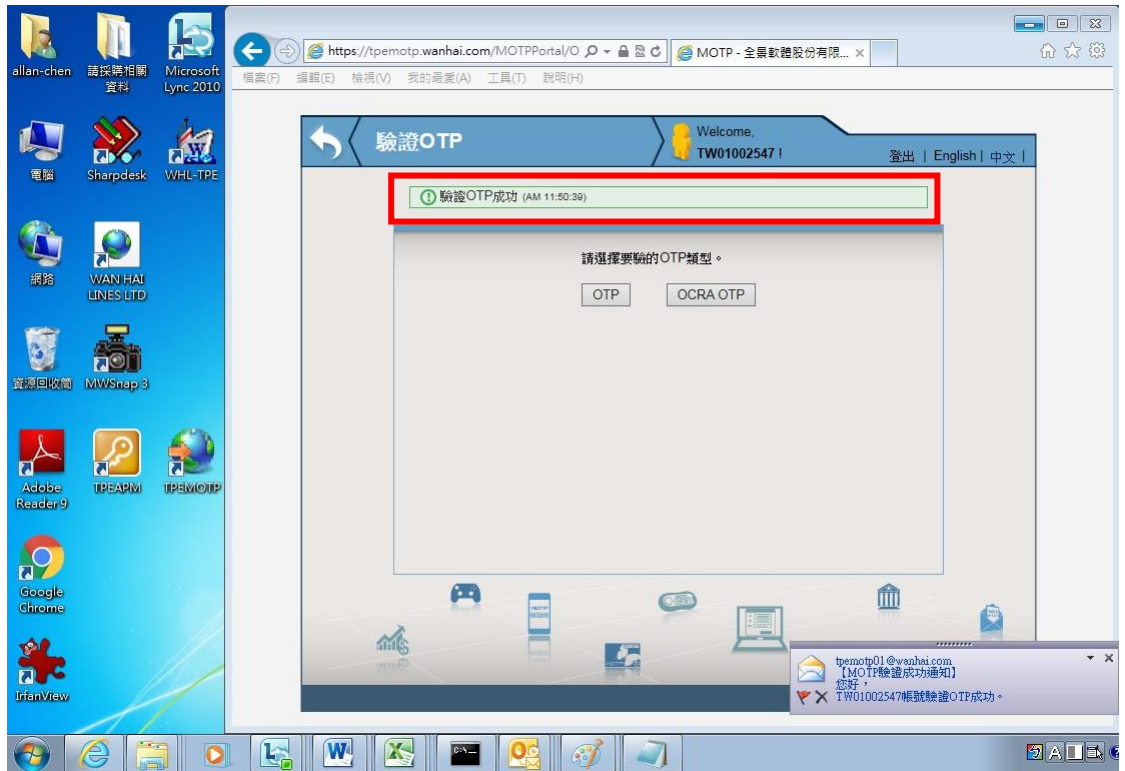 allan-chen
請採購相關資料
Microsoft Lync 2010
電腦
Sharpdesk
WHL-TPE
網路
WAN HAI LINES LTD
資源回收筒
MWSnap 3
Adobe Reader 9
TPEAPM
TPEMOTP
Google Chrome
IrfanView
https://tpemotp.wanhai.com/MOTPPortal/O
MOTP - 全景軟體股份有限...
檔案(F) 編輯(E) 檢視(V) 我的最愛(A) 工具(T) 說明(H)
驗證OTP
Welcome,
TW01002547 !
登出 | English | 中文 |
驗證OTP成功 (AM 11:50:39)
請選擇要驗的OTP類型。
OTP
OCRA OTP
tpemotp01@wanhai.com
【MOTP驗證成功通知】
您好，
TW01002547帳號驗證OTP成功。